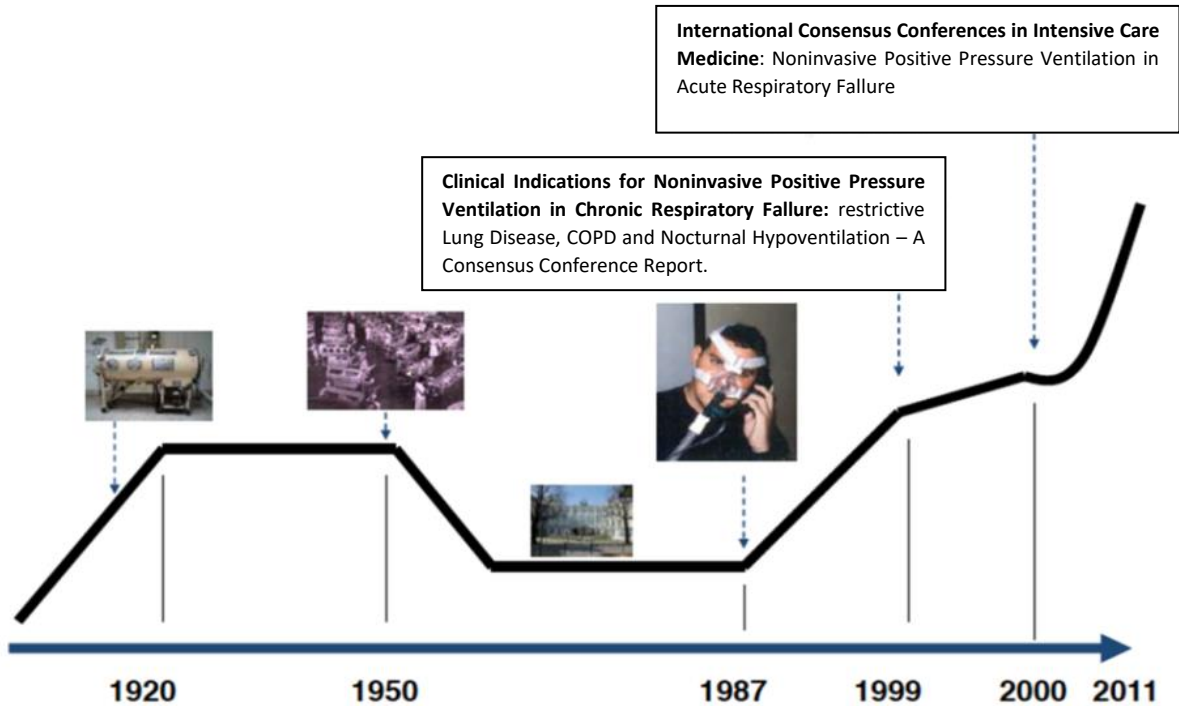 International Consensus Conferences in Intensive Care
Medicine: Noninvasive Positive Pressure Ventilation in
Acute Respiratory Fallure
Clinical Indications for Noninvasive Positive Pressure
Ventilation in Chronic Respiratory Fallure: restrictive
Lung Disease, COPD and Nocturnal Hypoventilation – A
Consensus Conference Report.
1920 1950 1987 1999 2000 2011